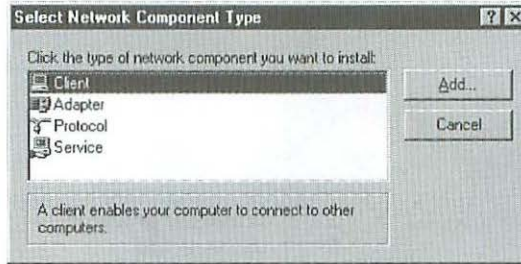 Select Network Component Type
Click the type of network component you want to install:
Client
Adapter
Protocol
Service
Add...
Cancel
A client enables your computer to connect to other
computers.